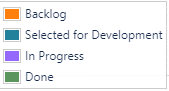 Backlog
Selected for Development
In Progress
Done